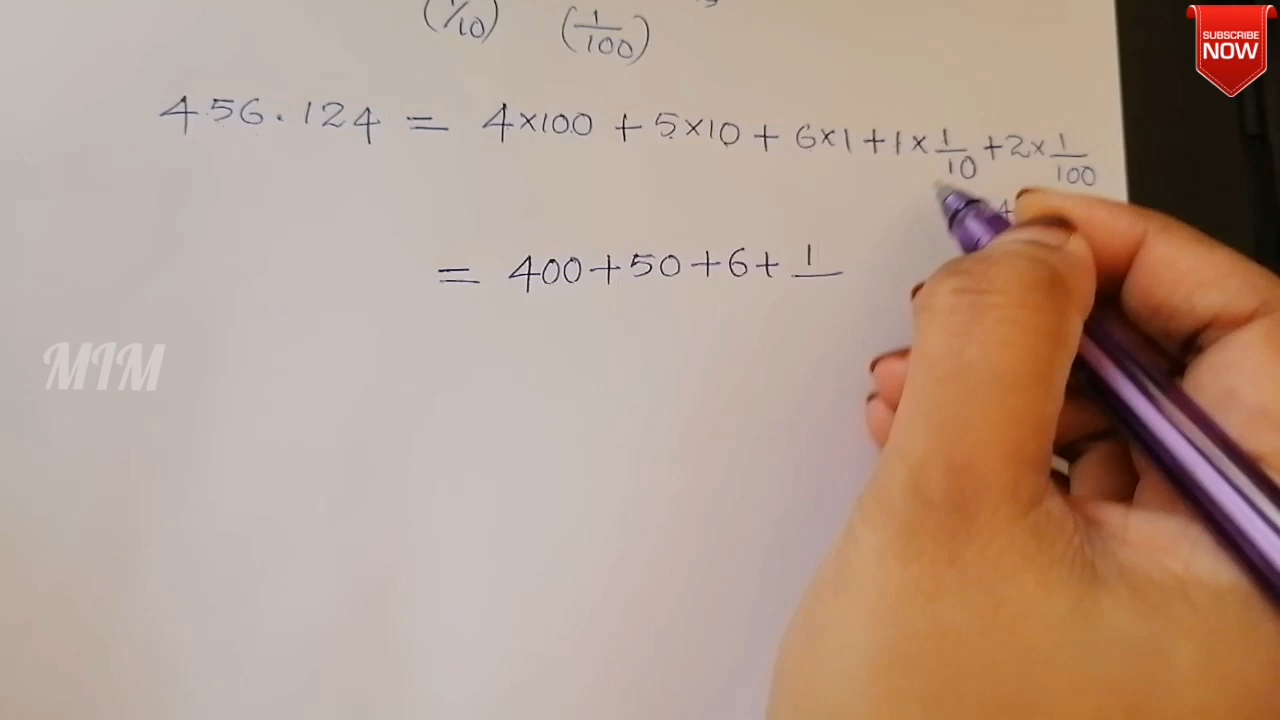 (1/10) (1/100)
SUBSCRIBE
NOW
456.124 = 4×100 + 5×10 + 6×1 + 1×1/10 + 2×1/100
4
= 400+50+6+ 1
MIM